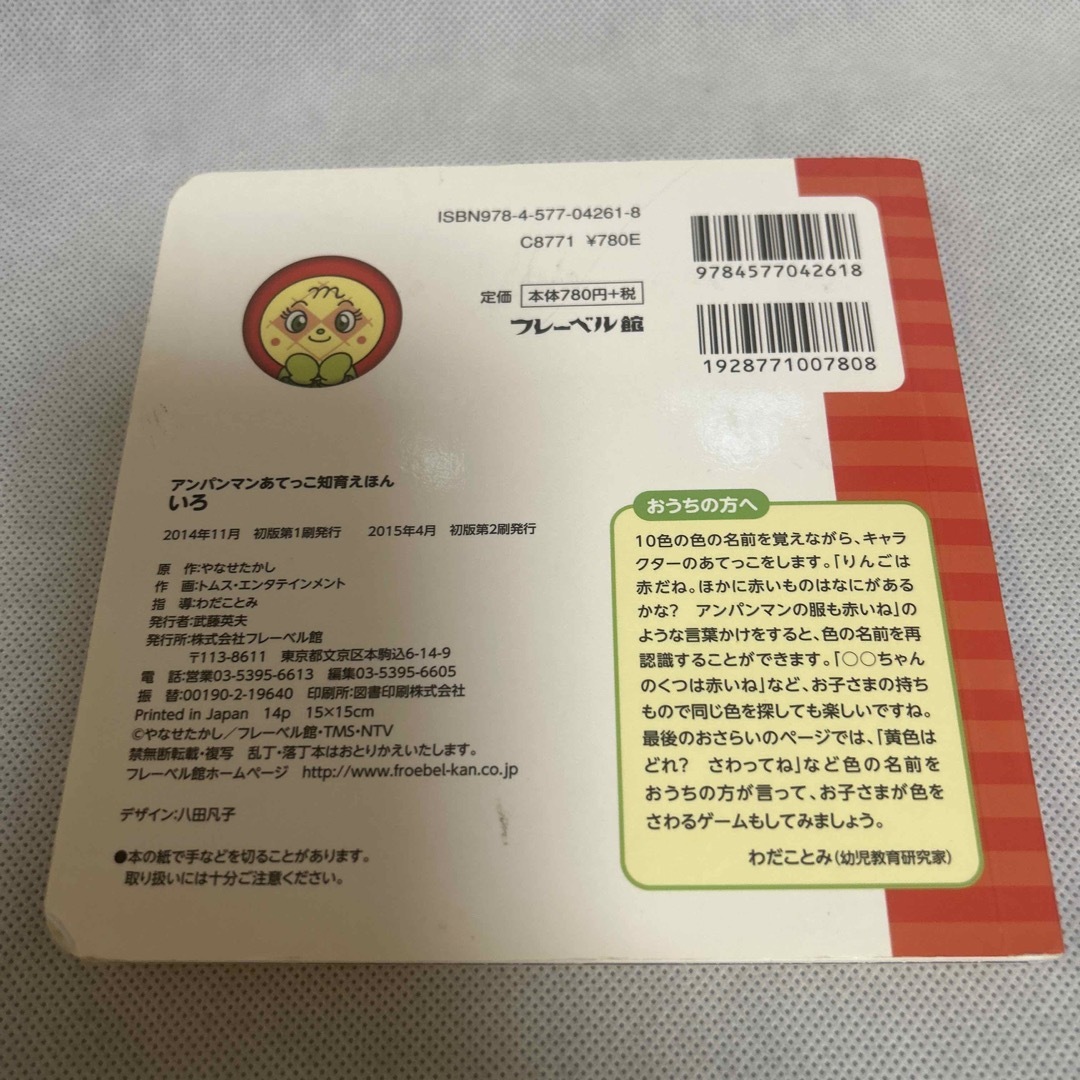 ISBN978-4-577-04261-8
C8771 ¥780E
定価 本体780円+税
フレーベル館
9784577042618
1928771007808
アンパンマンあてっこ知育えほん
いろ
2014年11月 初版第1刷発行 2015年4月 初版第2刷発行
原 作:やなせたかし
作 画:トムス・エンタテインメント
指 導:わだことみ
発行者:武藤英夫
発行所:株式会社フレーベル館
〒113-8611 東京都文京区本駒込6-14-9
電 話:営業03-5395-6613 編集03-5395-6605
振 替:00190-2-19640 印刷所:図書印刷株式会社
Printed in Japan 14p 15×15cm
©やなせたかし/フレーベル館・TMS・NTV
禁無断転載・複写 乱丁・落丁本はおとりかえいたします。
フレーベル館ホームページ http://www.froebel-kan.co.jp
デザイン:八田凡子
●本の紙で手などを切ることがあります。
取り扱いには十分ご注意ください。
おうちの方へ
10色の色の名前を覚えながら、キャラ
クターのあてっこをします。「りんごは
赤だね。ほかに赤いものはなにがある
かな? アンパンマンの服も赤いね」の
ような言葉かけをすると、色の名前を再
認識することができます。「○○ちゃん
のくつは赤いね」など、お子さまの持ち
もので同じ色を探しても楽しいですね。
最後のおさらいのページでは、「黄色は
どれ? さわってね」など色の名前を
おうちの方が言って、お子さまが色を
さわるゲームもしてみましょう。
わだことみ(幼児教育研究家)